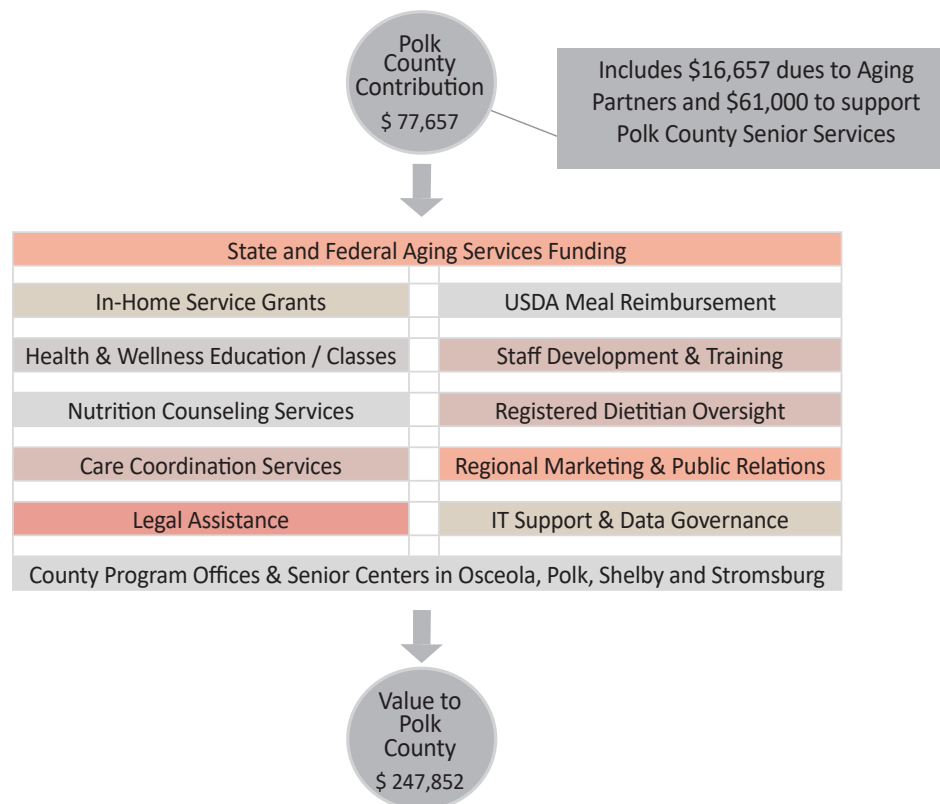 Polk
County
Contribution
$ 77,657
Includes $16,657 dues to Aging
Partners and $61,000 to support
Polk County Senior Services
State and Federal Aging Services Funding
In-Home Service Grants
USDA Meal Reimbursement
Health & Wellness Education / Classes
Staff Development & Training
Nutrition Counseling Services
Registered Dietitian Oversight
Care Coordination Services
Regional Marketing & Public Relations
Legal Assistance
IT Support & Data Governance
County Program Offices & Senior Centers in Osceola, Polk, Shelby and Stromsburg
Value to
Polk
County
$ 247,852